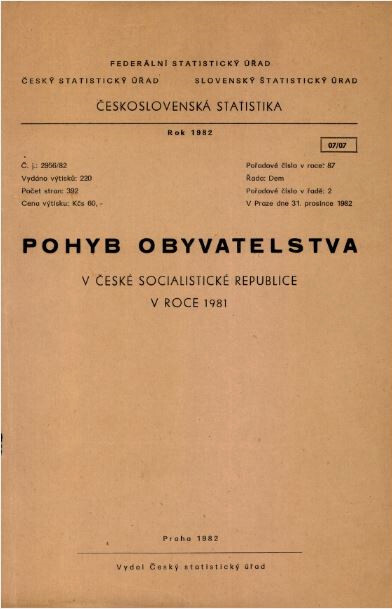 FEDERÁLNÍ STATISTICKÝ ÚŘAD
ČESKÝ STATISTICKÝ ÚŘAD SLOVENSKÝ ŠTATISTICKÝ ÚRAD
ČESKOSLOVENSKÁ STATISTIKA
Rok 1982
07/07
Č. j.: 2956/82 Pořadové číslo v roce: 87
Vydáno výtisků: 220 Řada: Dem
Počet stran: 392 Pořadové číslo v řadě: 2
Cena výtisku: Kčs 60,- V Praze dne 31. prosince 1982
POHYB OBYVATELSTVA
V ČESKÉ SOCIALISTICKÉ REPUBLICE
V ROCE 1981
Praha 1982
Vydal Český statistický úřad